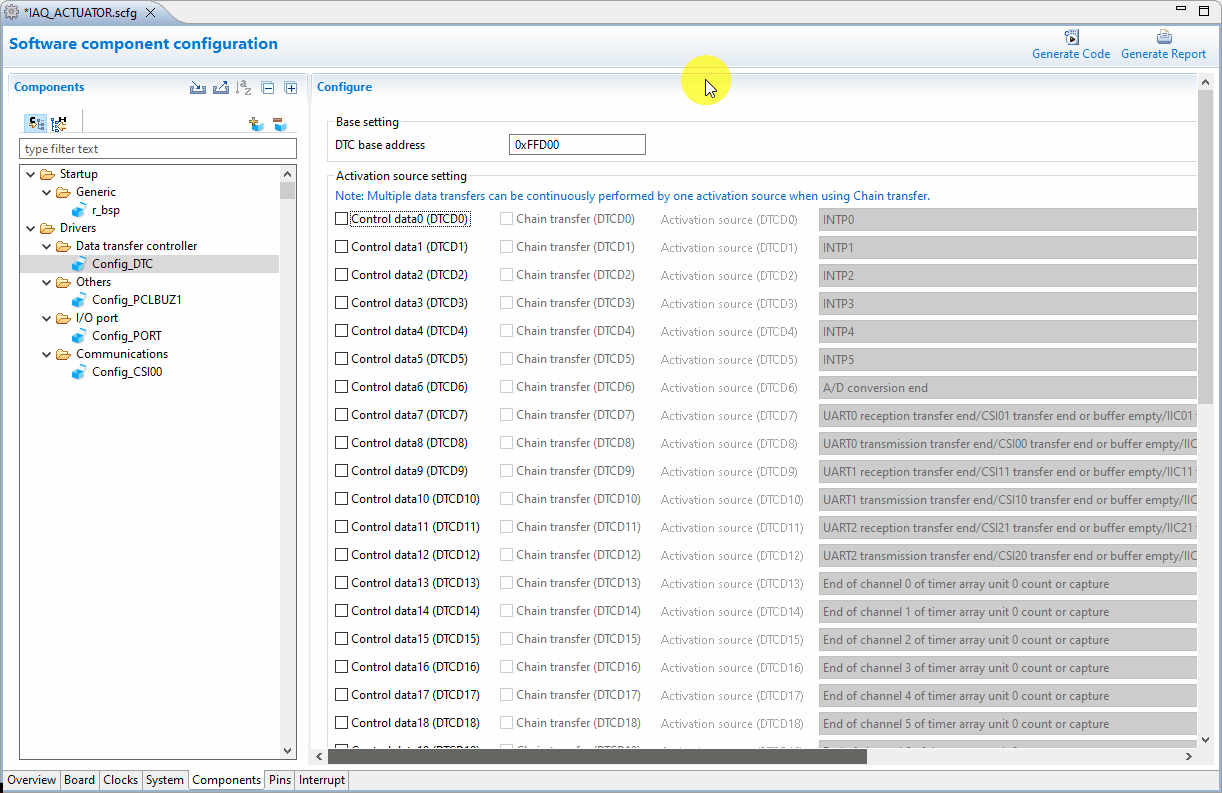 *IAQ_ACTUATOR.scfg
Software component configuration
Generate Code Generate Report
Components
type filter text
Startup
Generic
r_bsp
Drivers
Data transfer controller
Config_DTC
Others
Config_PCLBUZ1
I/O port
Config_PORT
Communications
Config_CSI00
Configure
Base setting
DTC base address 0xFFD00
Activation source setting
Note: Multiple data transfers can be continuously performed by one activation source when using Chain transfer.
Control data0 (DTCD0) Chain transfer (DTCD0) Activation source (DTCD0) INTP0
Control data1 (DTCD1) Chain transfer (DTCD1) Activation source (DTCD1) INTP1
Control data2 (DTCD2) Chain transfer (DTCD2) Activation source (DTCD2) INTP2
Control data3 (DTCD3) Chain transfer (DTCD3) Activation source (DTCD3) INTP3
Control data4 (DTCD4) Chain transfer (DTCD4) Activation source (DTCD4) INTP4
Control data5 (DTCD5) Chain transfer (DTCD5) Activation source (DTCD5) INTP5
Control data6 (DTCD6) Chain transfer (DTCD6) Activation source (DTCD6) A/D conversion end
Control data7 (DTCD7) Chain transfer (DTCD7) Activation source (DTCD7) UART0 reception transfer end/CSI01 transfer end or buffer empty/IIC01
Control data8 (DTCD8) Chain transfer (DTCD8) Activation source (DTCD8) UART0 transmission transfer end/CSI00 transfer end or buffer empty/IIC
Control data9 (DTCD9) Chain transfer (DTCD9) Activation source (DTCD9) UART1 reception transfer end/CSI11 transfer end or buffer empty/IIC11
Control data10 (DTCD10) Chain transfer (DTCD10) Activation source (DTCD10) UART1 transmission transfer end/CSI10 transfer end or buffer empty/IIC
Control data11 (DTCD11) Chain transfer (DTCD11) Activation source (DTCD11) UART2 reception transfer end/CSI21 transfer end or buffer empty/IIC21
Control data12 (DTCD12) Chain transfer (DTCD12) Activation source (DTCD12) UART2 transmission transfer end/CSI20 transfer end or buffer empty/IIC
Control data13 (DTCD13) Chain transfer (DTCD13) Activation source (DTCD13) End of channel 0 of timer array unit 0 count or capture
Control data14 (DTCD14) Chain transfer (DTCD14) Activation source (DTCD14) End of channel 1 of timer array unit 0 count or capture
Control data15 (DTCD15) Chain transfer (DTCD15) Activation source (DTCD15) End of channel 2 of timer array unit 0 count or capture
Control data16 (DTCD16) Chain transfer (DTCD16) Activation source (DTCD16) End of channel 3 of timer array unit 0 count or capture
Control data17 (DTCD17) Chain transfer (DTCD17) Activation source (DTCD17) End of channel 4 of timer array unit 0 count or capture
Control data18 (DTCD18) Chain transfer (DTCD18) Activation source (DTCD18) End of channel 5 of timer array unit 0 count or capture
Overview Board Clocks System Components Pins Interrupt